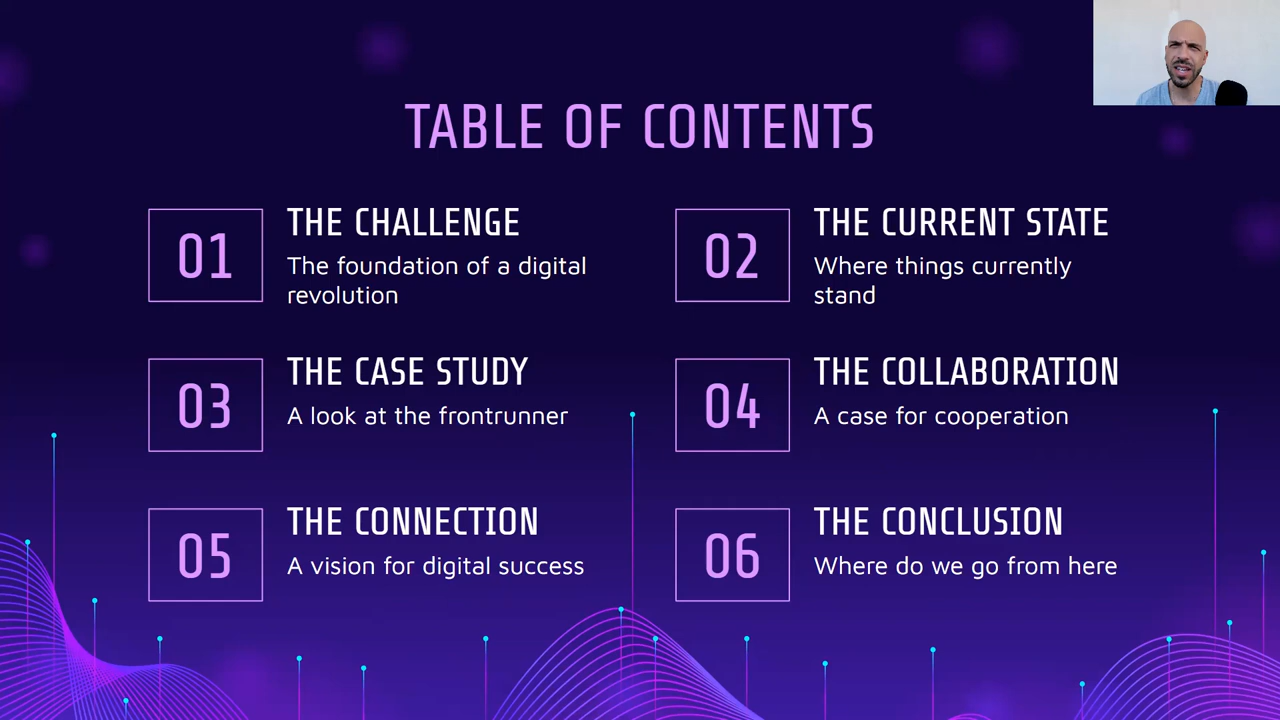 TABLE OF CONTENTS
01
THE CHALLENGE
The foundation of a digital
revolution
02
THE CURRENT STATE
Where things currently
stand
03
THE CASE STUDY
A look at the frontrunner
04
THE COLLABORATION
A case for cooperation
05
THE CONNECTION
A vision for digital success
06
THE CONCLUSION
Where do we go from here